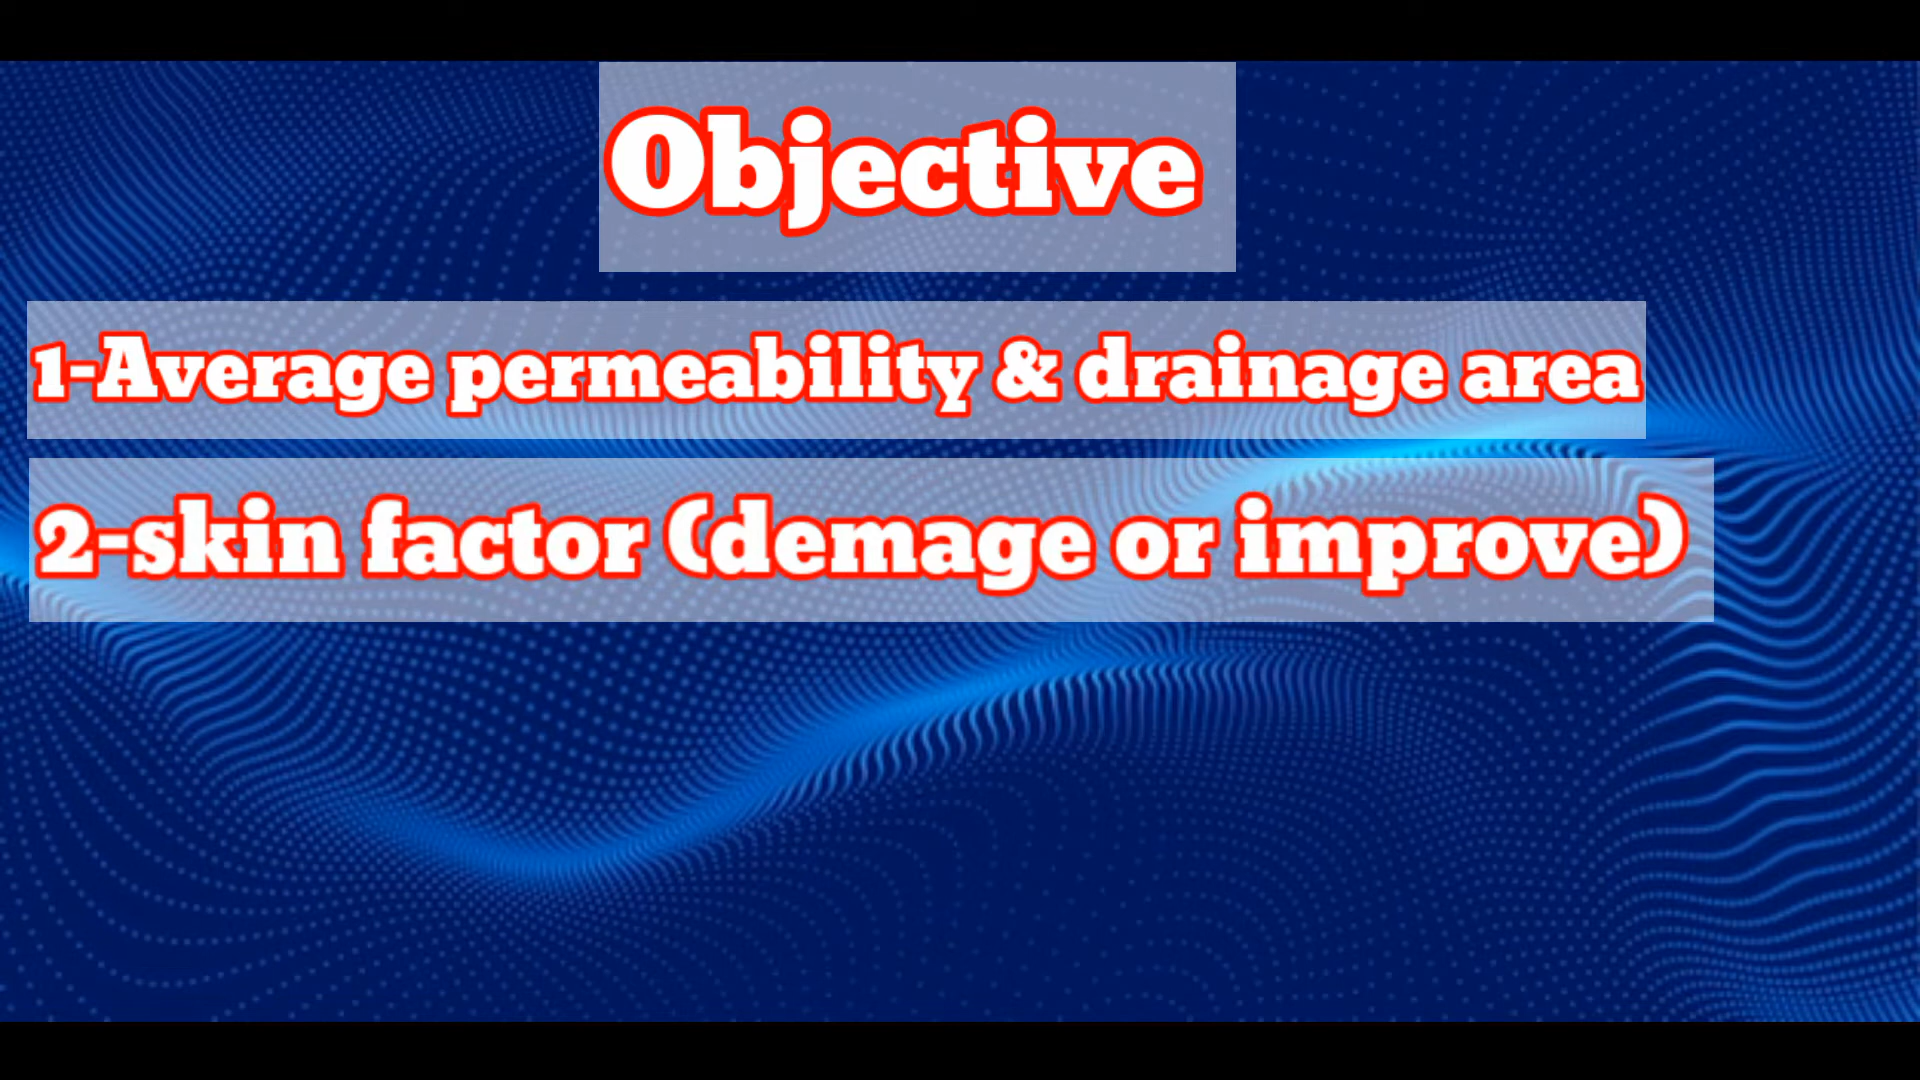 Objective
1-Average permeability & drainage area
2-skin factor (demage or improve)